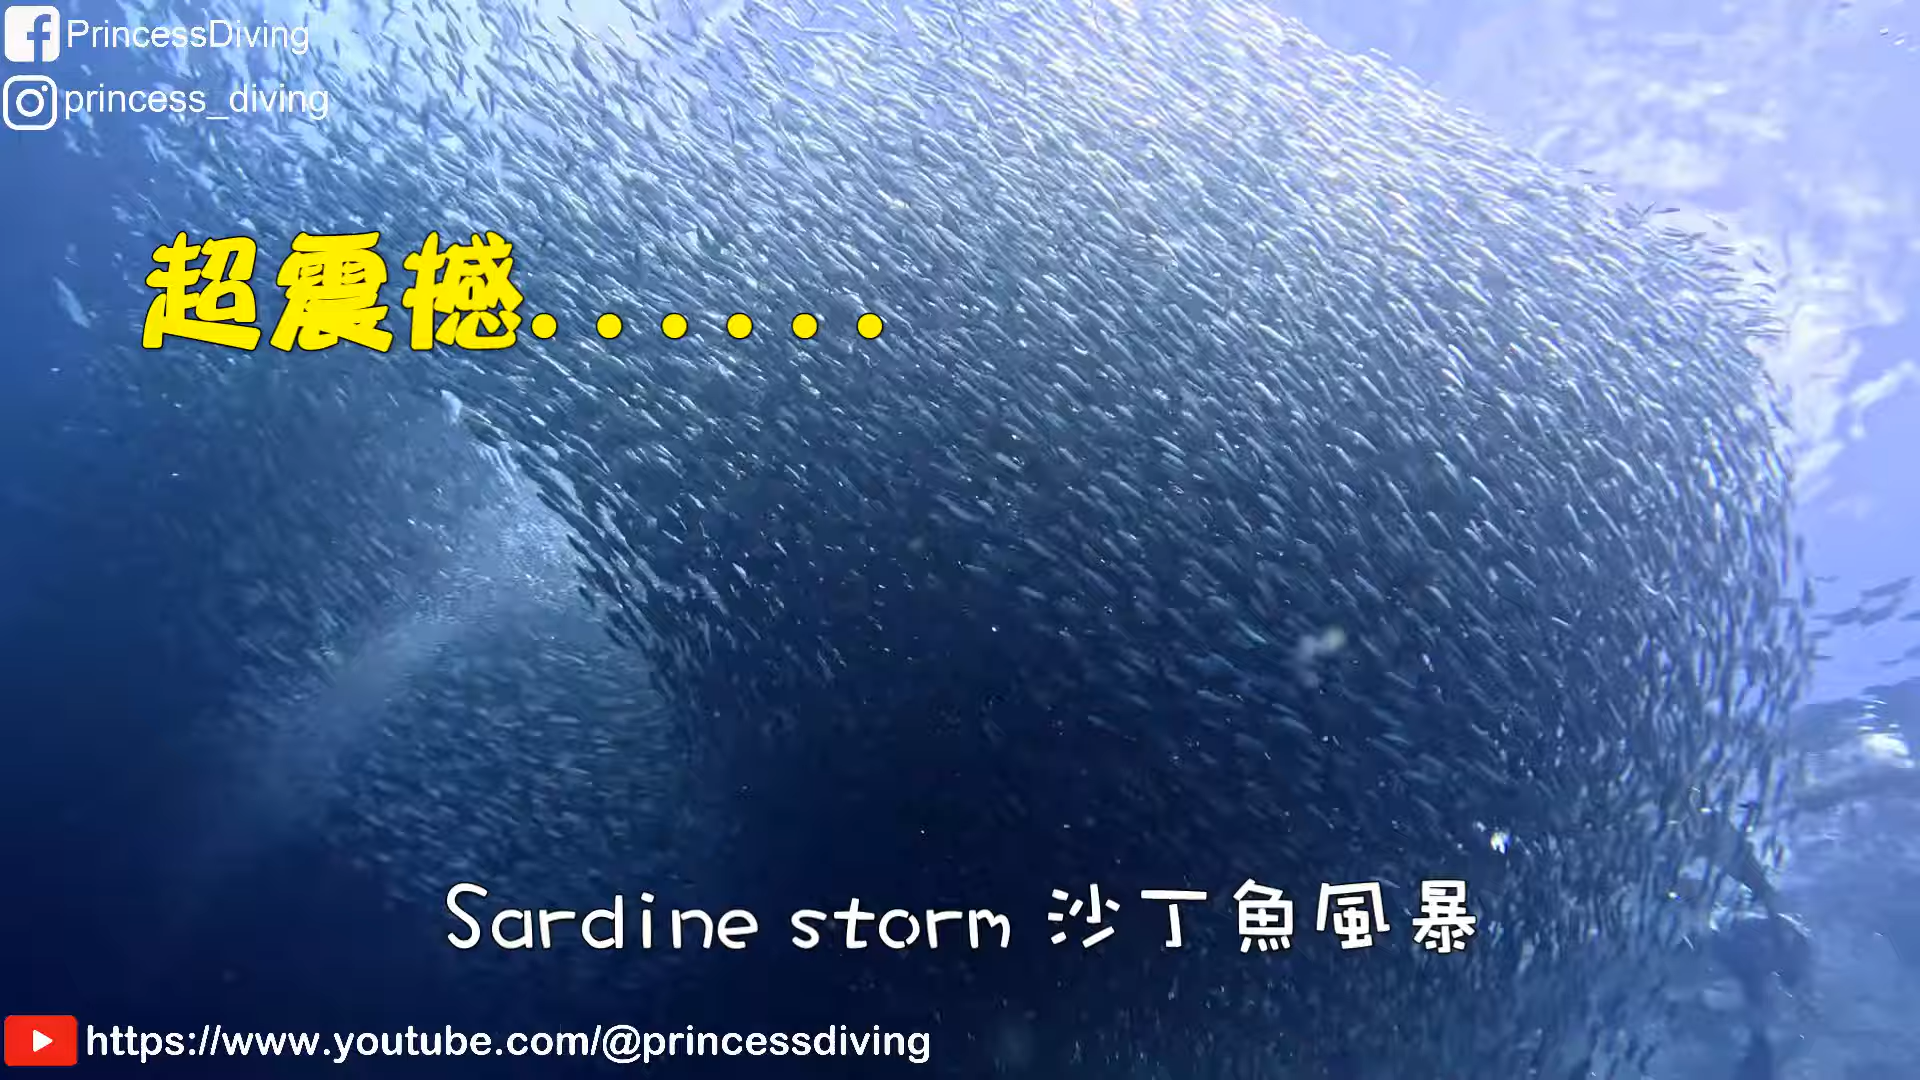 PrincessDiving
princess_diving
超震撼......
Sardine storm 沙丁魚風暴
https://www.youtube.com/@princessdiving